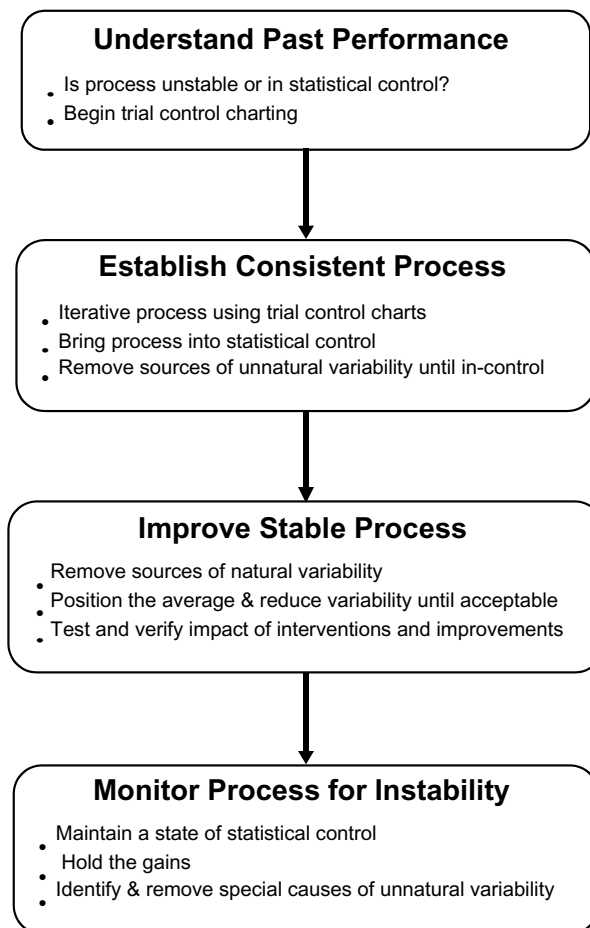 Understand Past Performance
• Is process unstable or in statistical control?
• Begin trial control charting
Establish Consistent Process
• Iterative process using trial control charts
• Bring process into statistical control
• Remove sources of unnatural variability until in-control
Improve Stable Process
• Remove sources of natural variability
• Position the average & reduce variability until acceptable
• Test and verify impact of interventions and improvements
Monitor Process for Instability
• Maintain a state of statistical control
• Hold the gains
• Identify & remove special causes of unnatural variability